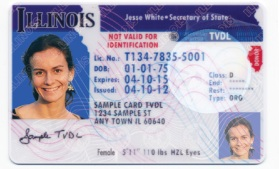 ILLINOIS
Jesse White • Secretary of State
NOT VALID FOR
IDENTIFICATION
TVDL
Lic. No.: T134-7835-5001
DOB: 01-01-75
Expires: 04-10-15
Issued: 04-10-12
Class: D
End: *****
Rest: ********
Type: ORG
SAMPLE CARD TVDL
1234 SAMPLE ST
ANY TOWN IL 60640
Sample TVDL
Female 5'11" 110 lbs HZL Eyes